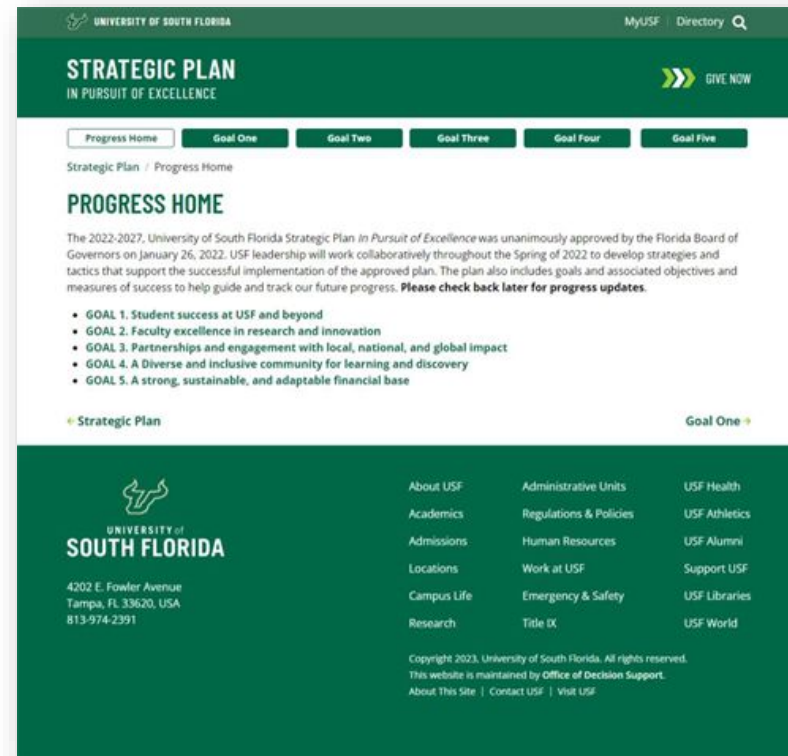 UNIVERSITY OF SOUTH FLORIDA
MyUSF | Directory
STRATEGIC PLAN
IN PURSUIT OF EXCELLENCE
GIVE NOW
Progress Home
Goal One
Goal Two
Goal Three
Goal Four
Goal Five
Strategic Plan / Progress Home
PROGRESS HOME
The 2022-2027, University of South Florida Strategic Plan In Pursuit of Excellence was unanimously approved by the Florida Board of
Governors on January 26, 2022. USF leadership will work collaboratively throughout the Spring of 2022 to develop strategies and
tactics that support the successful implementation of the approved plan. The plan also includes goals and associated objectives and
measures of success to help guide and track our future progress. Please check back later for progress updates.
• GOAL 1. Student success at USF and beyond
• GOAL 2. Faculty excellence in research and innovation
• GOAL 3. Partnerships and engagement with local, national, and global impact
• GOAL 4. A Diverse and inclusive community for learning and discovery
• GOAL 5. A strong, sustainable, and adaptable financial base
Strategic Plan
Goal One
UNIVERSITY of
SOUTH FLORIDA
4202 E. Fowler Avenue
Tampa, FL 33620, USA
813-974-2391
About USF
Academics
Admissions
Locations
Campus Life
Research
Administrative Units
Regulations & Policies
Human Resources
Work at USF
Emergency & Safety
Title IX
USF Health
USF Athletics
USF Alumni
Support USF
USF Libraries
USF World
Copyright 2023, University of South Florida. All rights reserved.
This website is maintained by Office of Decision Support.
About This Site | Contact USF | Visit USF